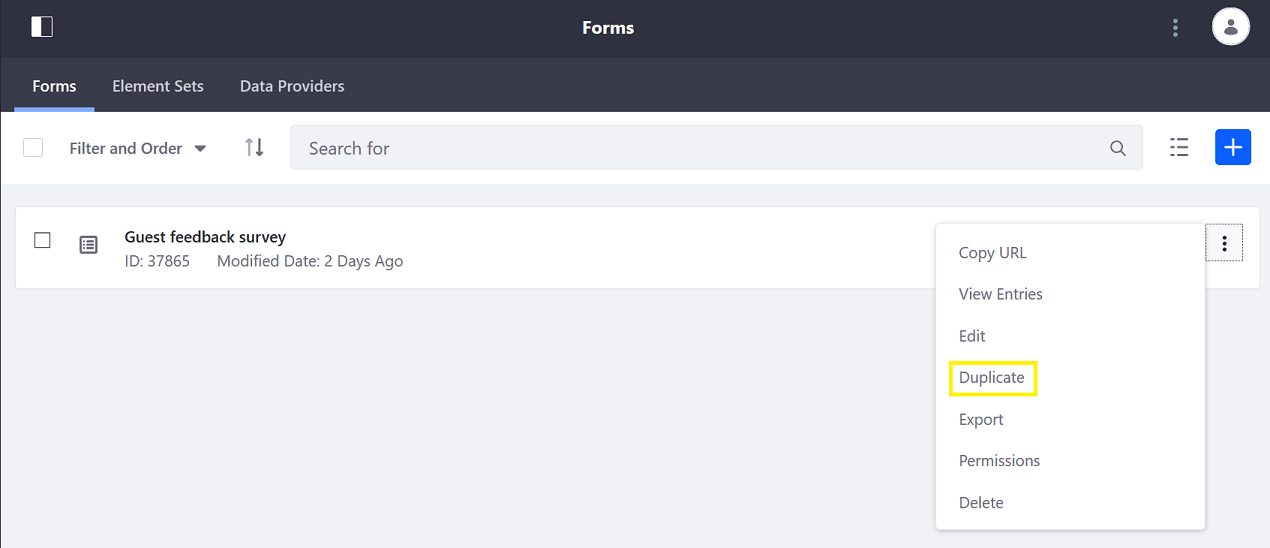 Forms
Forms Element Sets Data Providers
Filter and Order Search for
Guest feedback survey
ID: 37865 Modified Date: 2 Days Ago
Copy URL
View Entries
Edit
Duplicate
Export
Permissions
Delete